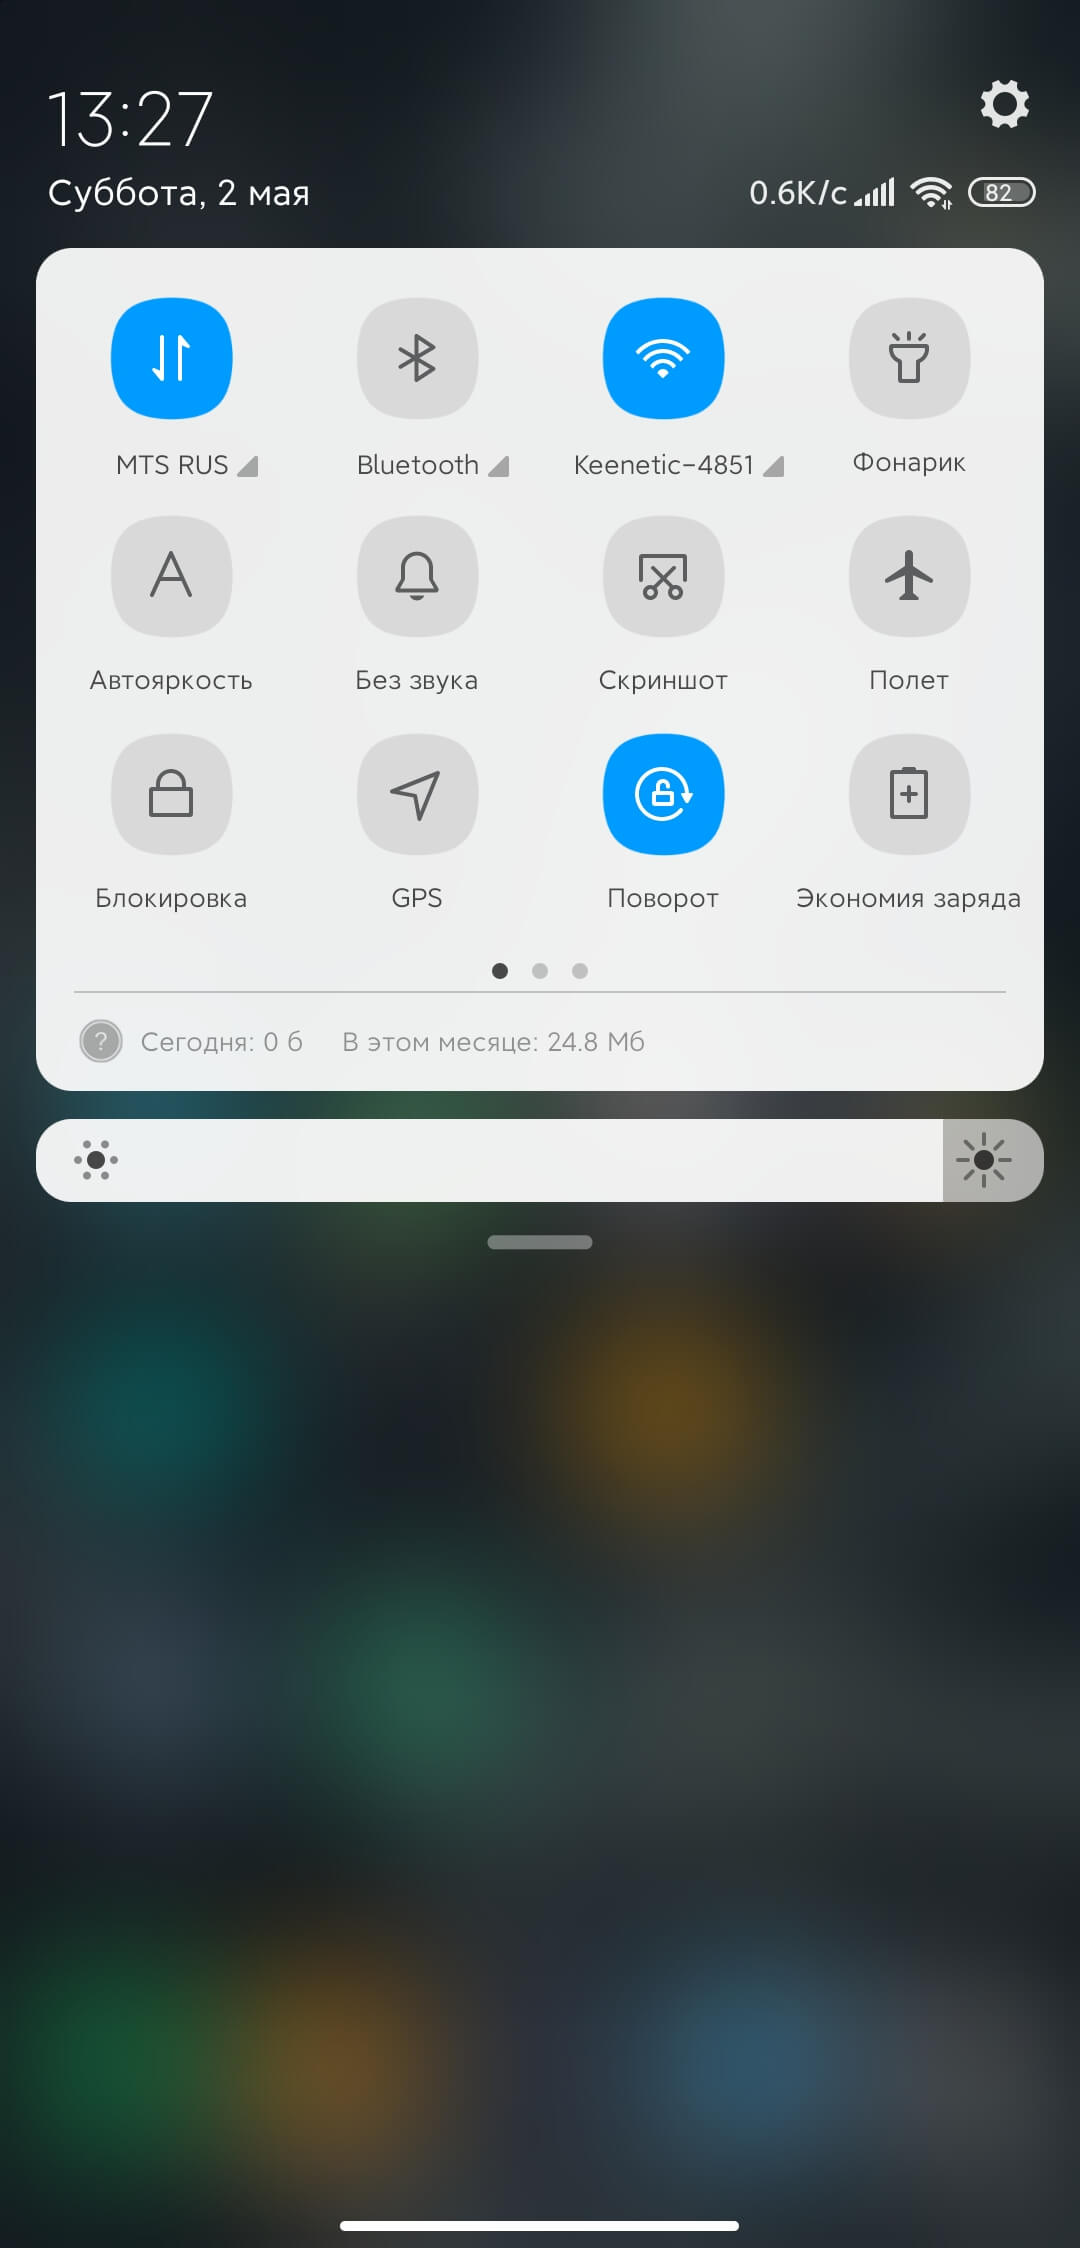 13:27
Суббота, 2 мая
0.6K/c 82
MTS RUS Bluetooth Keenetic-4851 Фонарик
A
Автояркость Без звука Скриншот Полет
Блокировка GPS Поворот Экономия заряда
? Сегодня: 0 б В этом месяце: 24.8 Мб